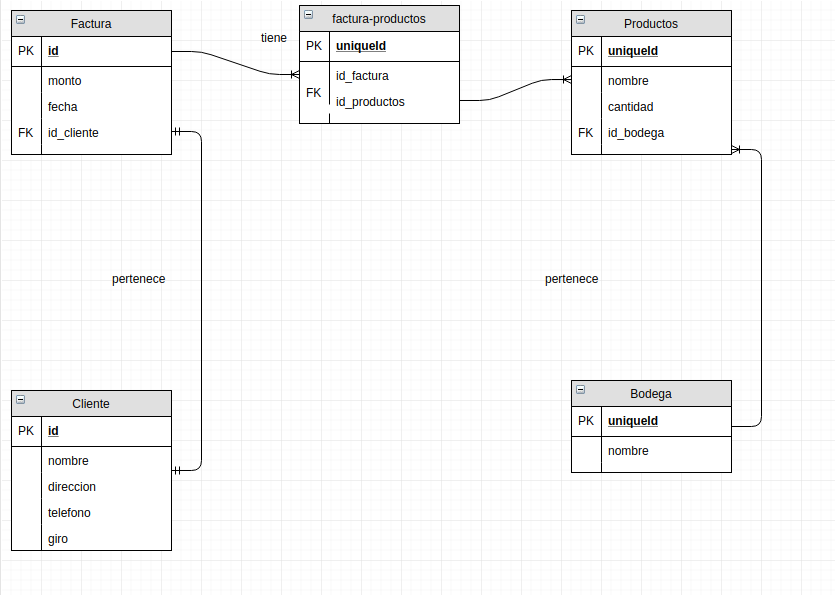 Factura
PK id
monto
fecha
FK id_cliente
tiene
factura-productos
PK uniqueId
id_factura
FK
id_productos
Productos
PK uniqueId
nombre
cantidad
FK id_bodega
pertenece
pertenece
Cliente
PK id
nombre
direccion
telefono
giro
Bodega
PK uniqueId
nombre